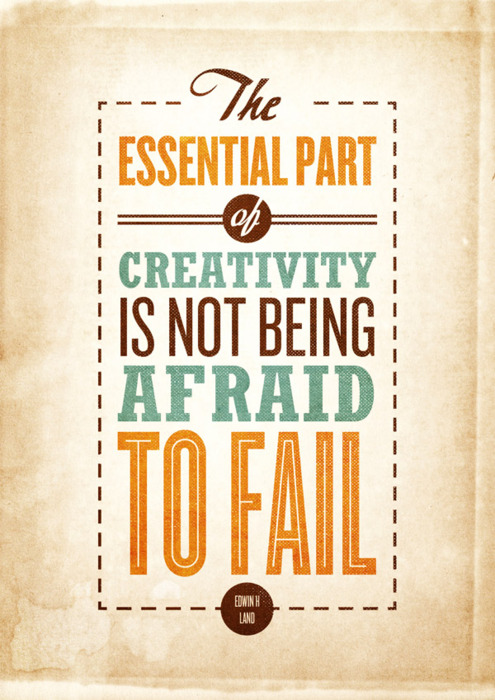 The
ESSENTIAL PART
of
CREATIVITY
IS NOT BEING
AFRAID
TO FAIL
EDWIN H
LAND